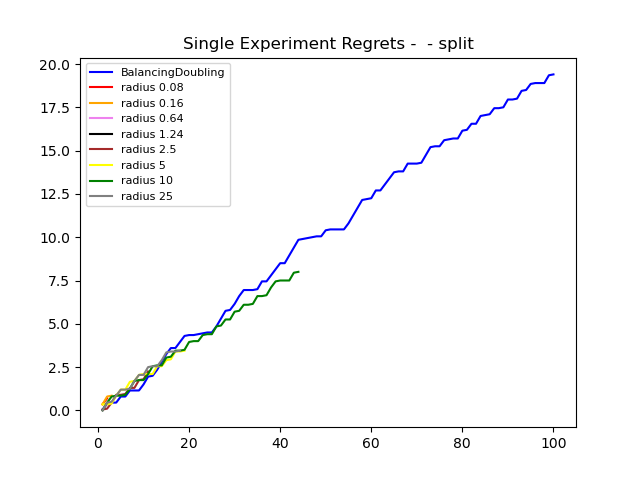 Single Experiment Regrets -  - split
20.0
17.5
15.0
12.5
10.0
7.5
5.0
2.5
0.0
BalancingDoubling
radius 0.08
radius 0.16
radius 0.64
radius 1.24
radius 2.5
radius 5
radius 10
radius 25
0 20 40 60 80 100